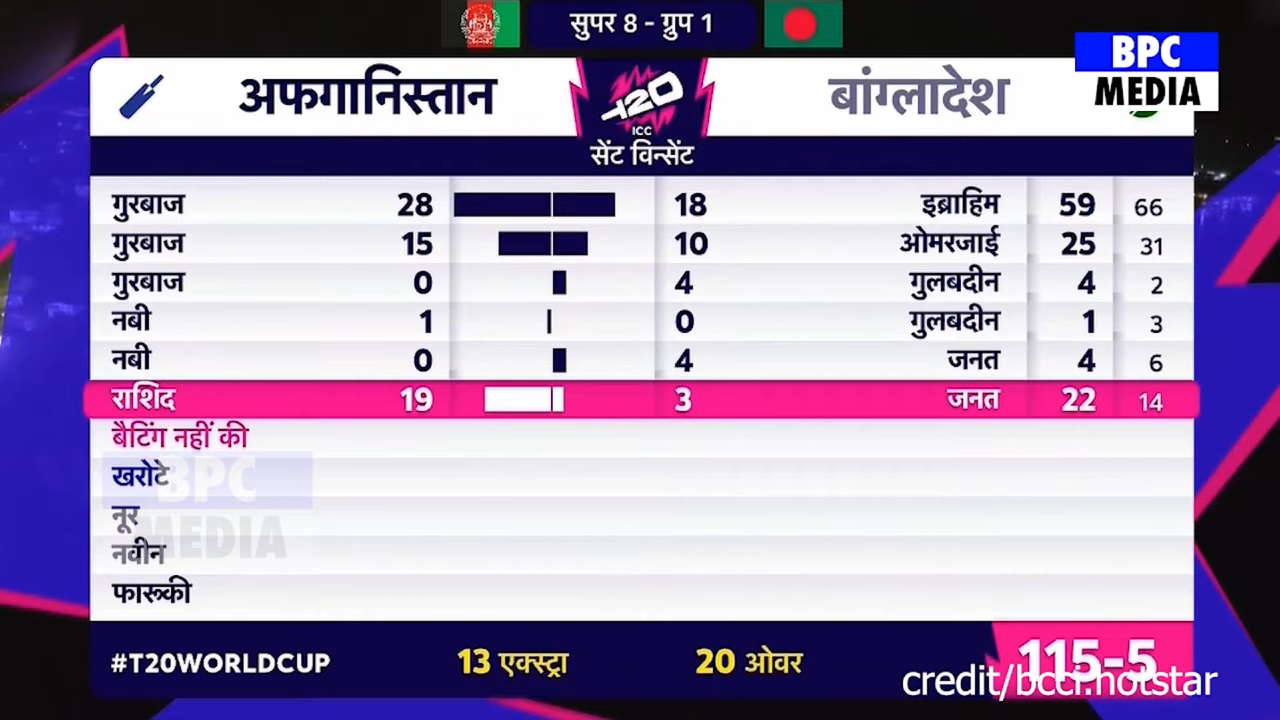 सुपर 8 - ग्रुप 1
BPC
MEDIA
अफगानिस्तान
T20
ICC
बांग्लादेश
सेंट विन्सेंट
गुरबाज 28 18 इब्राहिम 59 66
गुरबाज 15 10 ओमरजाई 25 31
गुरबाज 0 4 गुलबदीन 4 2
नबी 1 0 गुलबदीन 1 3
नबी 0 4 जनत 4 6
राशिद 19 3 जनत 22 14
बैटिंग नहीं की
खरोटे
BPC
नूर
MEDIA
नवीन
फारूकी
#T20WORLDCUP 13 एक्स्ट्रा 20 ओवर 115-5
credit/bcci.hotstar